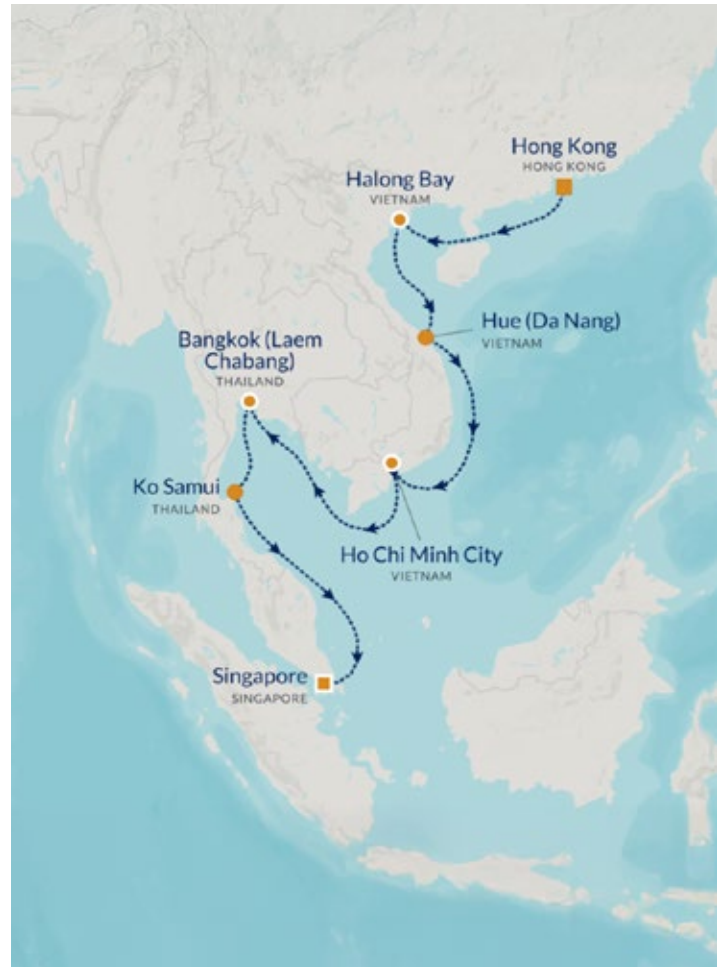 Hong Kong
HONG KONG
Halong Bay
VIETNAM
Hue (Da Nang)
VIETNAM
Bangkok (Laem
Chabang)
THAILAND
Ko Samui
THAILAND
Ho Chi Minh City
VIETNAM
Singapore
SINGAPORE